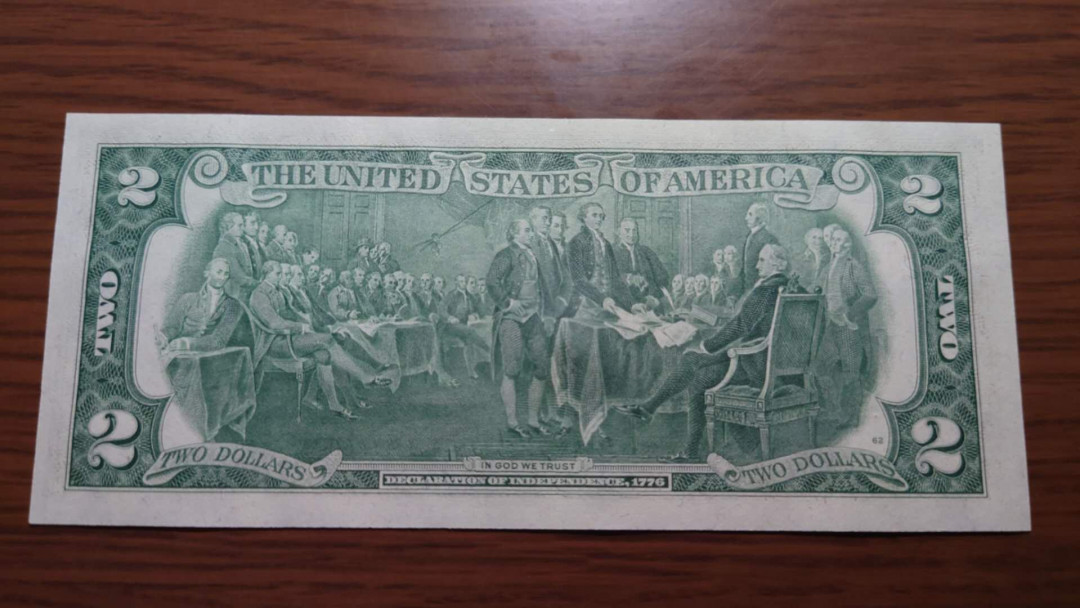 THE UNITED STATES OF AMERICA
2 2
TWO TWO
2 2
62
TWO DOLLARS IN GOD WE TRUST TWO DOLLARS
DECLARATION OF INDEPENDENCE, 1776